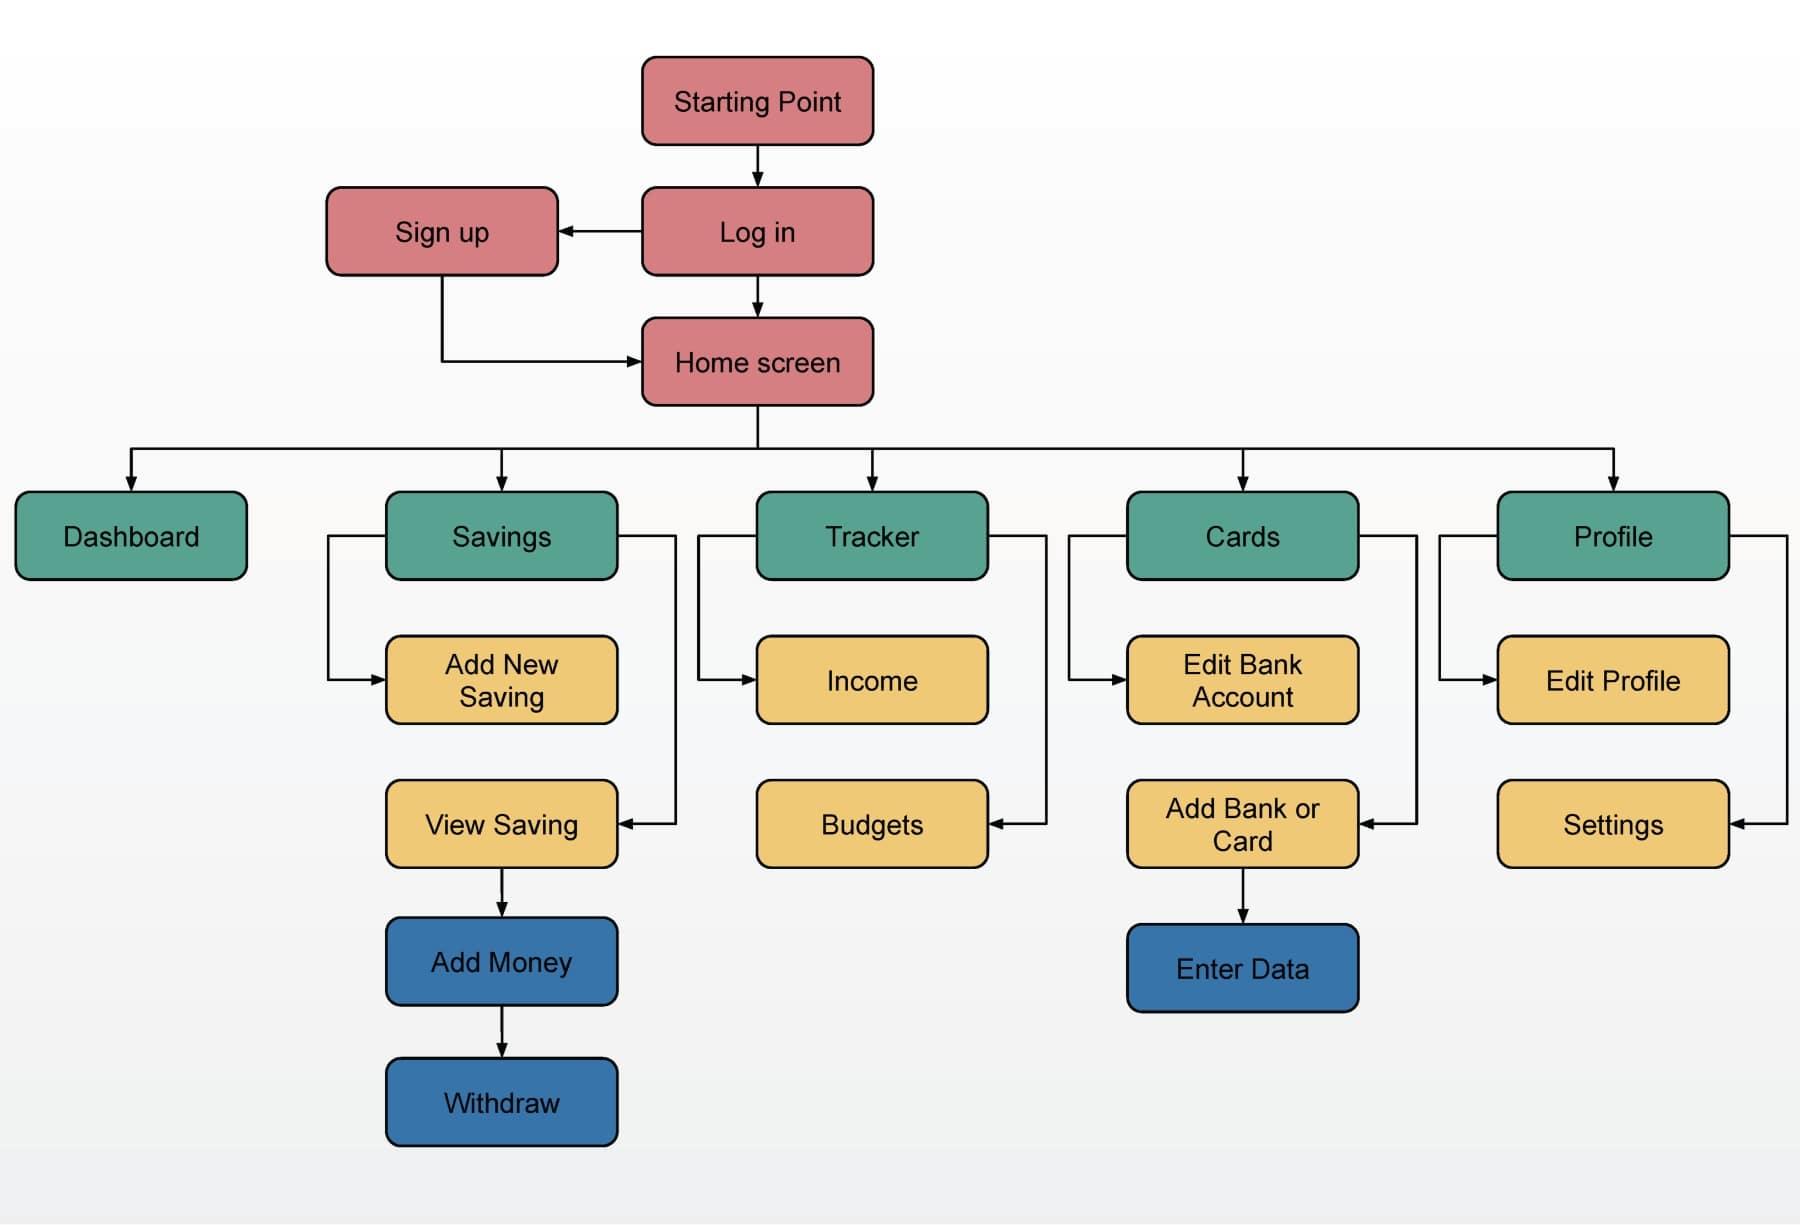 Starting Point
Sign up
Log in
Home screen
Dashboard
Savings
Tracker
Cards
Profile
Add New
Saving
Income
Edit Bank
Account
Edit Profile
View Saving
Budgets
Add Bank or
Card
Settings
Add Money
Enter Data
Withdraw